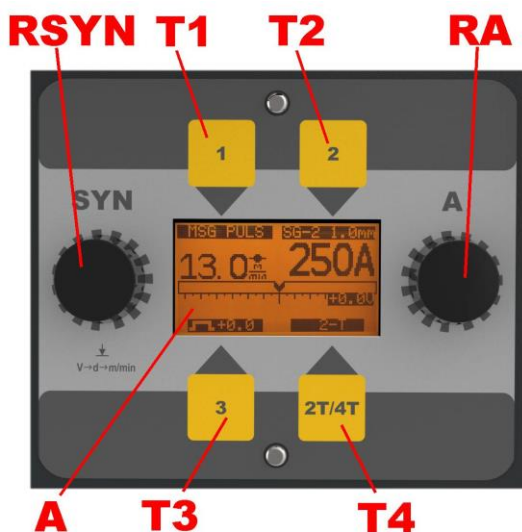 RSYN T1 T2 RA
1 2
SYN A
MSG PULS SG-2 1.0mm
13.0 M/min 250A
+0.0V
+0.0 2-T
V→d→m/min
3 2T/4T
A T3 T4